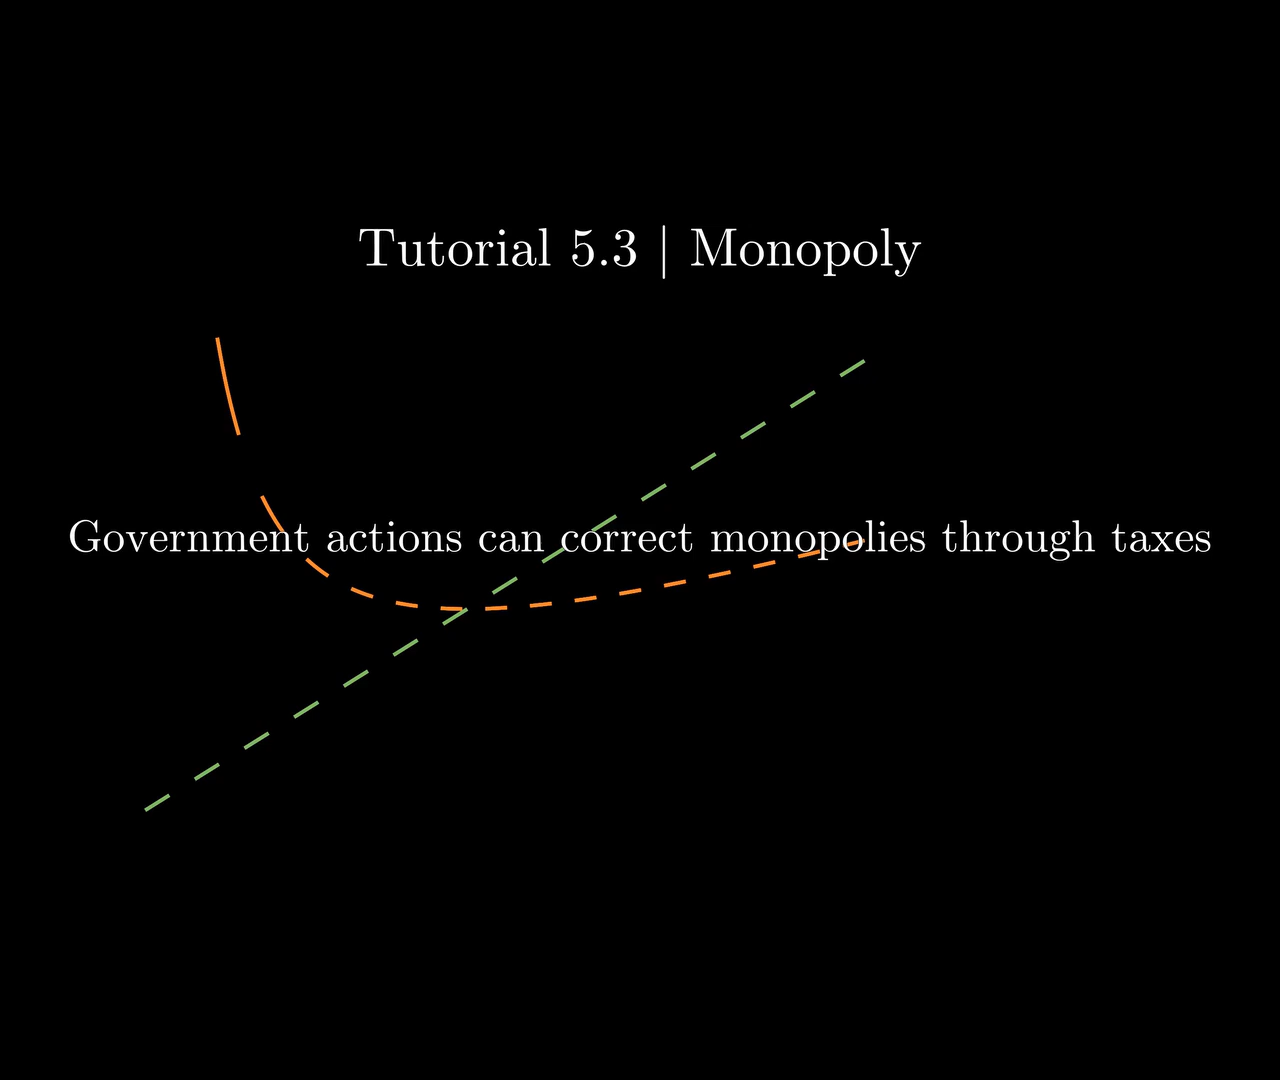 Tutorial 5.3 | Monopoly
Government actions can correct monopolies through taxes